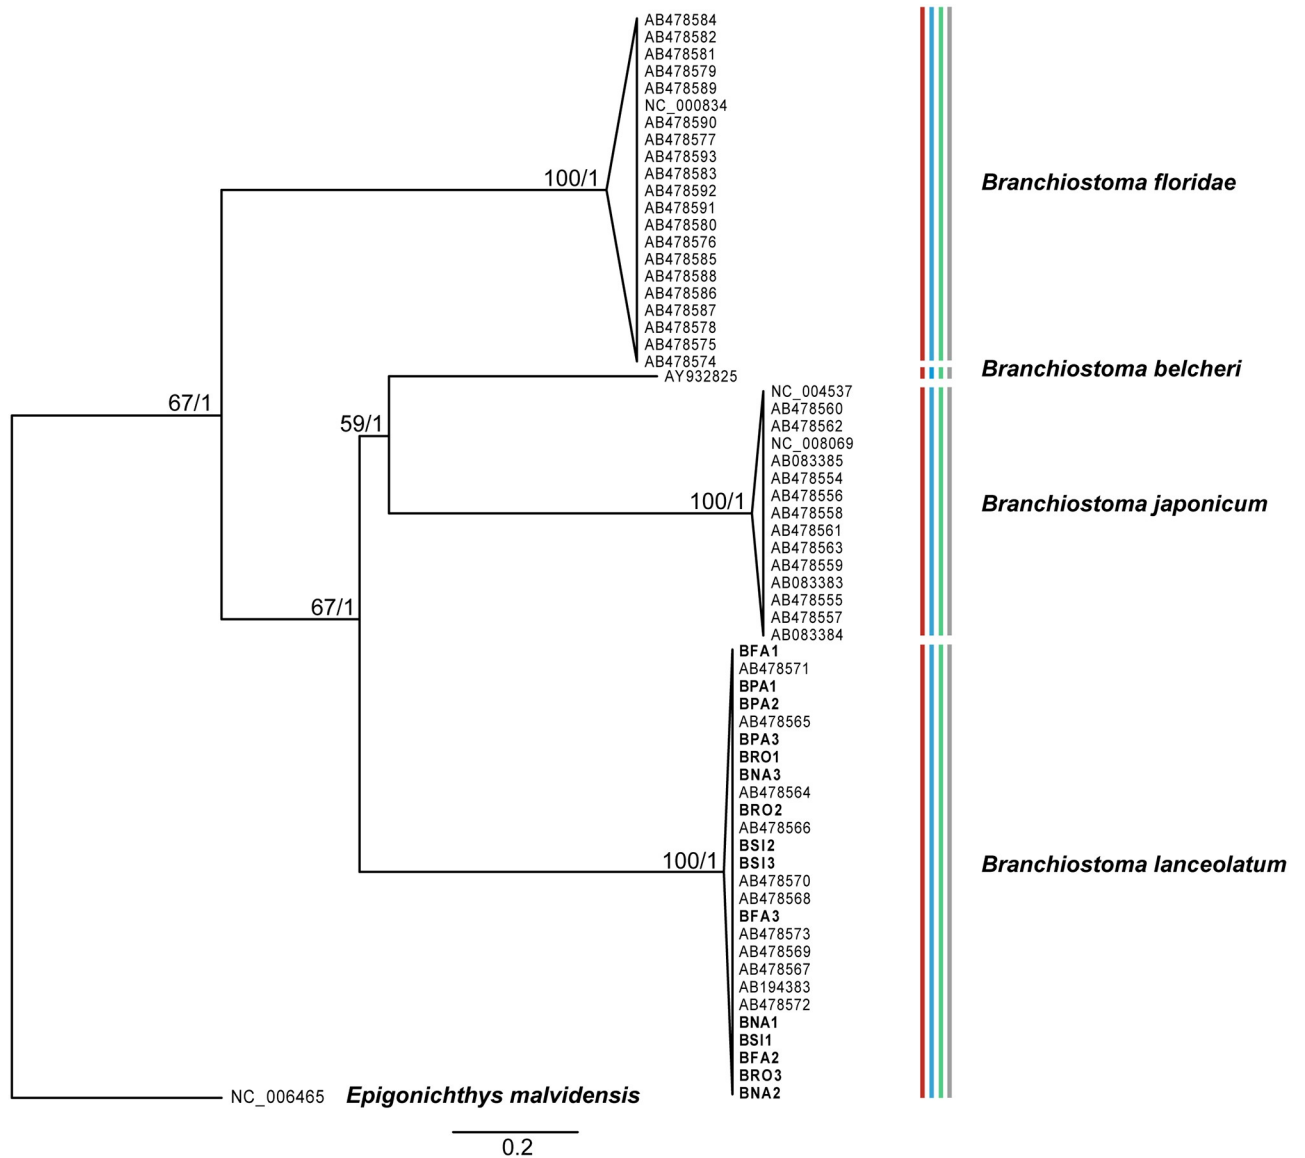 AB478584
AB478582
AB478581
AB478579
AB478589
NC_000834
AB478590
AB478577
AB478593
100/1
AB478583
Branchiostoma floridae
AB478592
AB478591
AB478580
AB478576
AB478585
AB478588
AB478586
AB478587
AB478578
AB478575
AB478574
Branchiostoma belcheri
AY932825
NC_004537
67/1
AB478560
59/1
AB478562
NC_008069
AB083385
AB478554
AB478556
100/1
Branchiostoma japonicum
AB478558
AB478561
AB478563
AB478559
AB083383
AB478555
67/1
AB478557
AB083384
BFA1
AB478571
BPA1
BPA2
AB478565
BPA3
BRO1
BNA3
AB478564
BRO2
AB478566
BSI2
100/1
BSI3
Branchiostoma lanceolatum
AB478570
AB478568
BFA3
AB478573
AB478569
AB478567
AB194383
AB478572
BNA1
BSI1
BFA2
BRO3
BNA2
NC_006465 Epigonichthys malvidensis
0.2